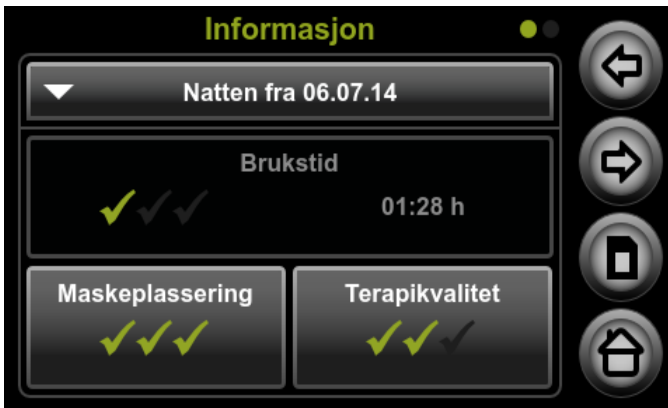 Informasjon
Natten fra 06.07.14
Brukstid
01:28 h
Maskeplassering
Terapikvalitet